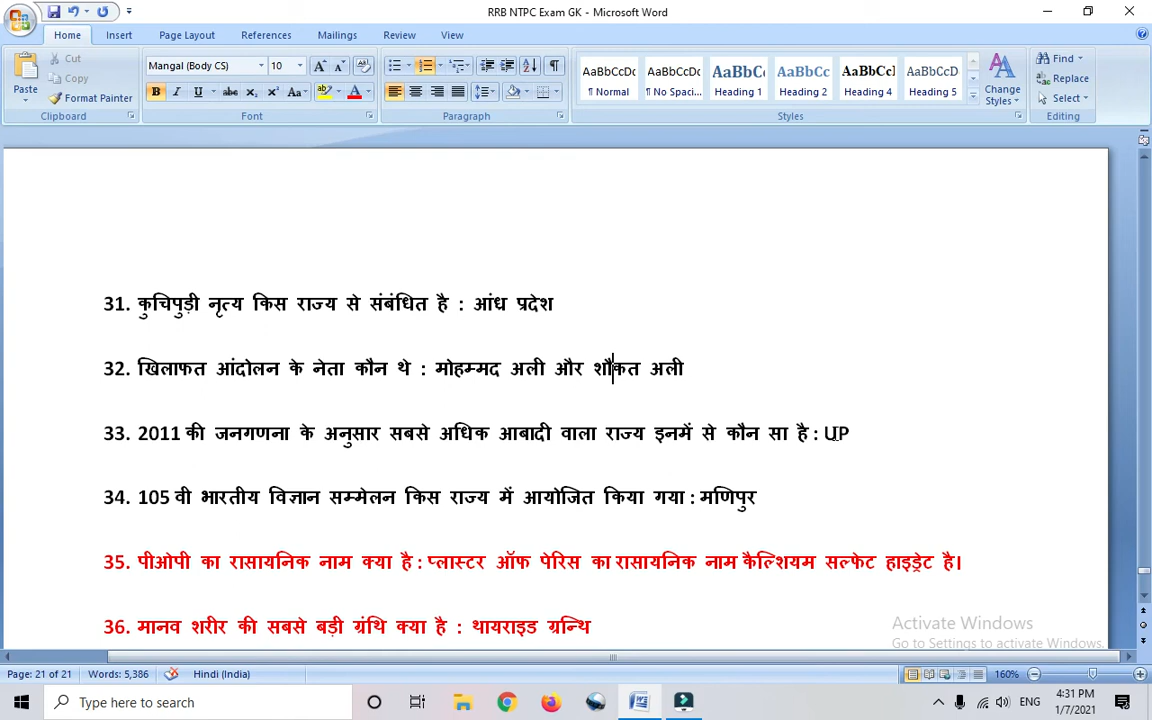 RRB NTPC Exam GK - Microsoft Word
Home Insert Page Layout References Mailings Review View
Paste Cut Copy Format Painter Clipboard
Mangal (Body CS) 10 Font
Paragraph
AaBbCcDc AaBbCcDc AaBbC AaBbCc AaBbCcI AaBbCcD
¶ Normal ¶ No Spaci... Heading 1 Heading 2 Heading 4 Heading 5
Change Styles Styles
Find Replace Select Editing
31. कुचिपुड़ी नृत्य किस राज्य से संबंधित है : आंध प्रदेश
32. खिलाफत आंदोलन के नेता कौन थे : मोहम्मद अली और शौकत अली
33. 2011 की जनगणना के अनुसार सबसे अधिक आबादी वाला राज्य इनमें से कौन सा है : UP
34. 105 वी भारतीय विज्ञान सम्मेलन किस राज्य में आयोजित किया गया : मणिपुर
35. पीओपी का रासायनिक नाम क्या है : प्लास्टर ऑफ पेरिस का रासायनिक नाम कैल्शियम सल्फेट हाइड्रेट है।
36. मानव शरीर की सबसे बड़ी ग्रंथि क्या है : थायराइड ग्रन्थि
Activate Windows
Go to Settings to activate Windows.
Page: 21 of 21 Words: 5,386 Hindi (India) 160%
Type here to search ENG 4:31 PM
1/7/2021